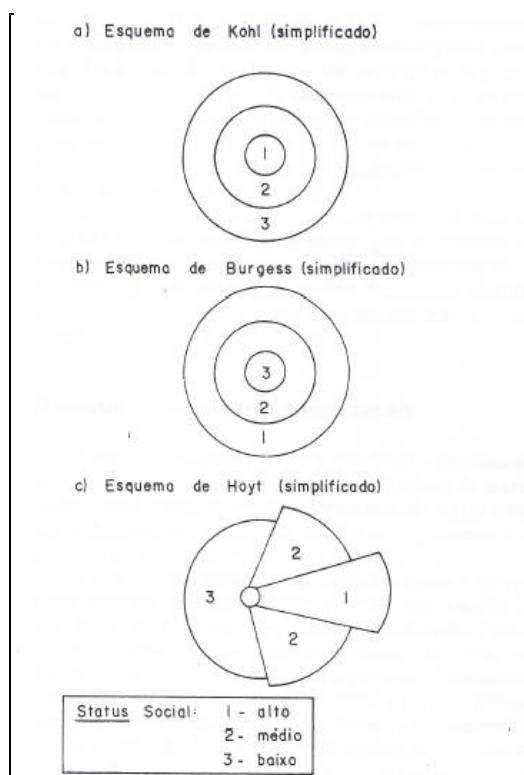 a) Esquema de Kohl (simplificado)
1
2
3
b) Esquema de Burgess (simplificado)
3
2
1
c) Esquema de Hoyt (simplificado)
2
3
1
2
Status Social: 1 - alto
2 - médio
3 - baixo